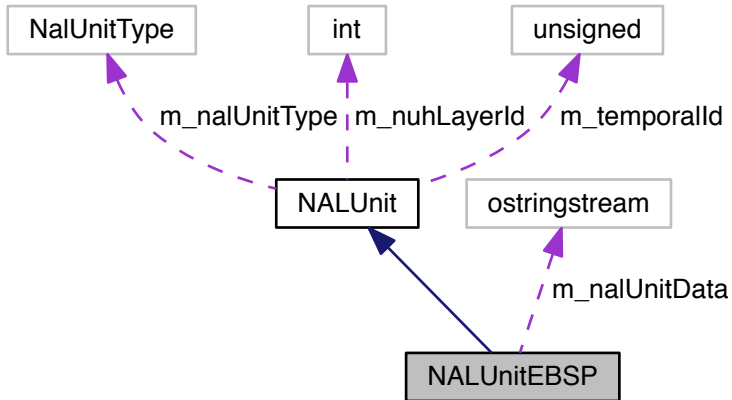 NalUnitType
int
unsigned
m_nalUnitType
m_nuhLayerId
m_temporalId
NALUnit
ostringstream
m_nalUnitData
NALUnitEBSP